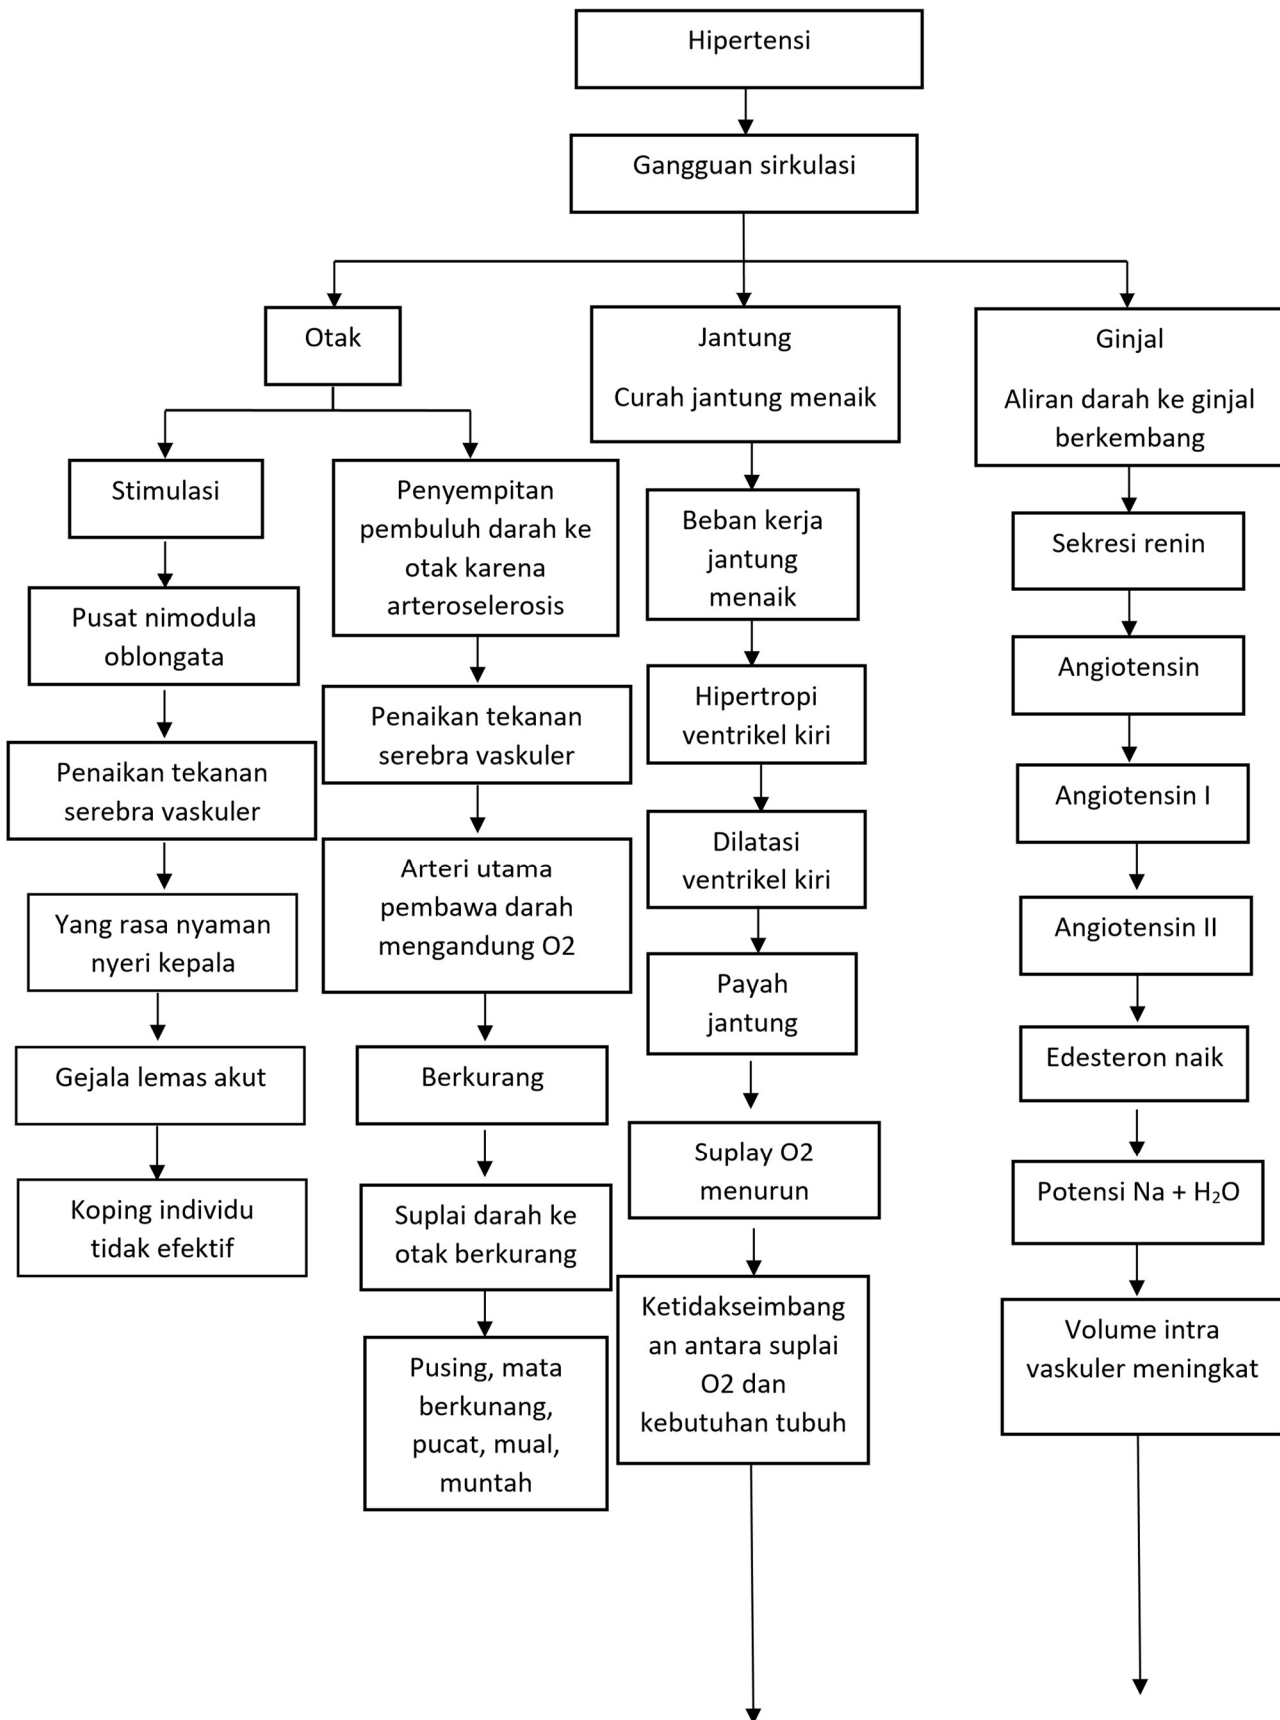 Hipertensi
Gangguan sirkulasi
Otak
Stimulasi
Pusat nimodula
oblongata
Penaikan tekanan
serebra vaskuler
Yang rasa nyaman
nyeri kepala
Gejala lemas akut
Koping individu
tidak efektif
Penyempitan
pembuluh darah ke
otak karena
arteroselerosis
Penaikan tekanan
serebra vaskuler
Arteri utama
pembawa darah
mengandung O2
Berkurang
Suplai darah ke
otak berkurang
Pusing, mata
berkunang,
pucat, mual,
muntah
Jantung
Curah jantung menaik
Beban kerja
jantung
menaik
Hipertropi
ventrikel kiri
Dilatasi
ventrikel kiri
Payah
jantung
Suplay O2
menurun
Ketidakseimbang
an antara suplai
O2 dan
kebutuhan tubuh
Ginjal
Aliran darah ke ginjal
berkembang
Sekresi renin
Angiotensin
Angiotensin I
Angiotensin II
Edesteron naik
Potensi Na + H₂O
Volume intra
vaskuler meningkat